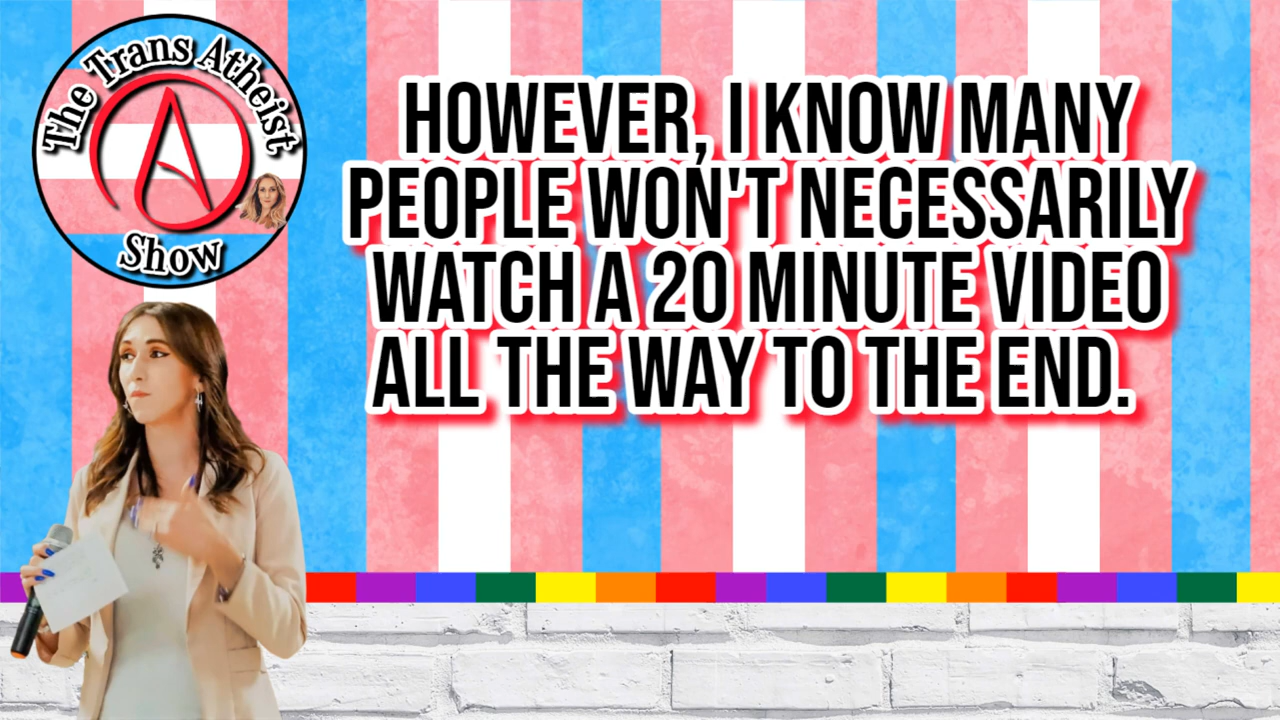 The Trans Atheist
Show
HOWEVER, I KNOW MANY
PEOPLE WON'T NECESSARILY
WATCH A 20 MINUTE VIDEO
ALL THE WAY TO THE END.